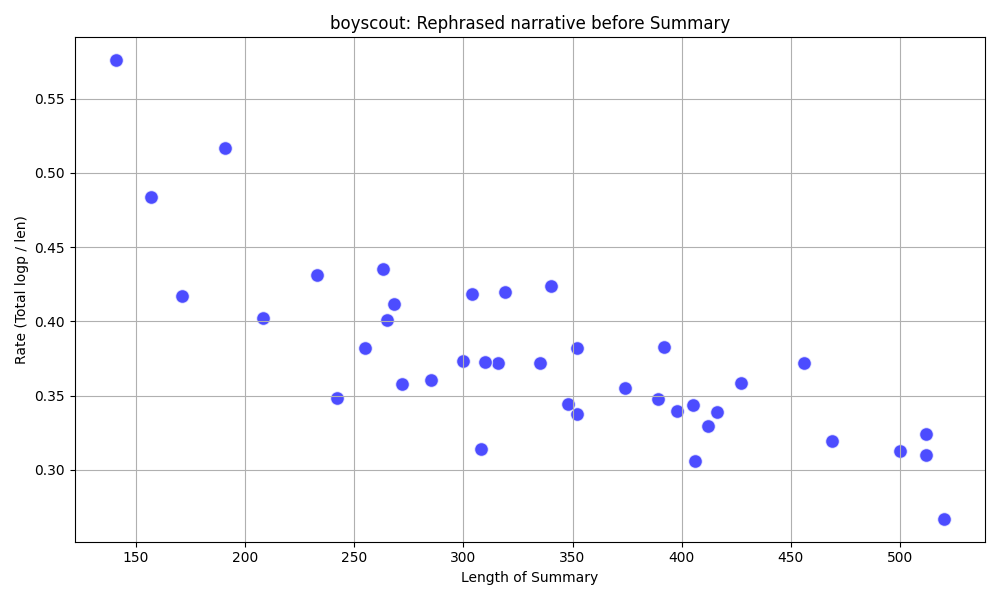 boyscout: Rephrased narrative before Summary
Rate (Total logp / len)
0.55
0.50
0.45
0.40
0.35
0.30
150 200 250 300 350 400 450 500
Length of Summary